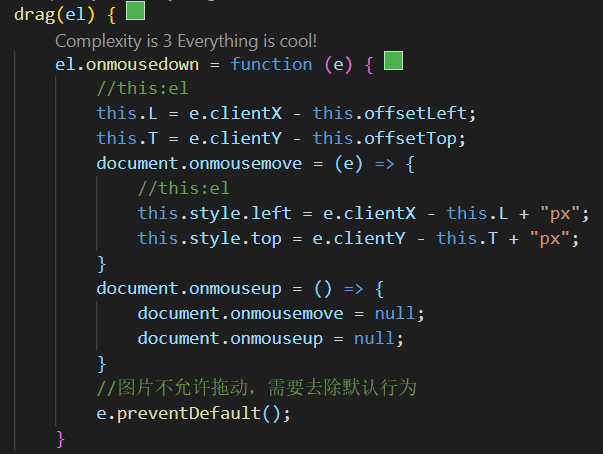 drag(el) {
Complexity is 3 Everything is cool!
el.onmousedown = function (e) {
//this:el
this.L = e.clientX - this.offsetLeft;
this.T = e.clientY - this.offsetTop;
document.onmousemove = (e) => {
//this:el
this.style.left = e.clientX - this.L + "px";
this.style.top = e.clientY - this.T + "px";
}
document.onmouseup = () => {
document.onmousemove = null;
document.onmouseup = null;
}
//图片不允许拖动，需要去除默认行为
e.preventDefault();
}